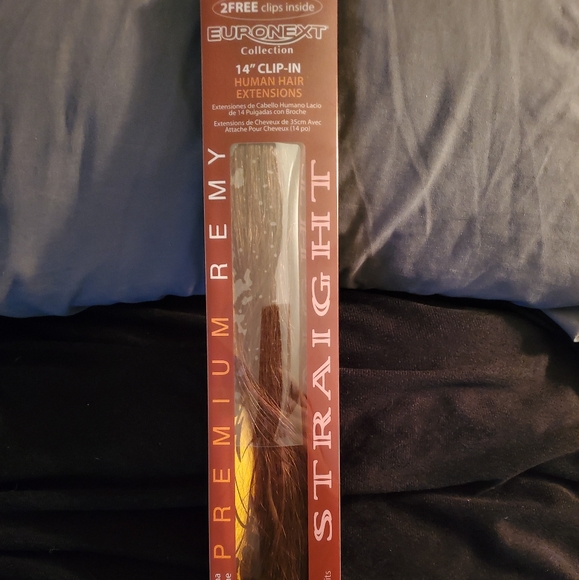 2FREE clips inside
EURONEXT
Collection
14" CLIP-IN
HUMAN HAIR
EXTENSIONS
Extensiones de Cabello Humano Lacio
de 14 Pulgadas con Broche
Extensions de Cheveux de 35cm Avec
Attache Pour Cheveux (14 po)
PREMIUM REMY
STRAIGHT